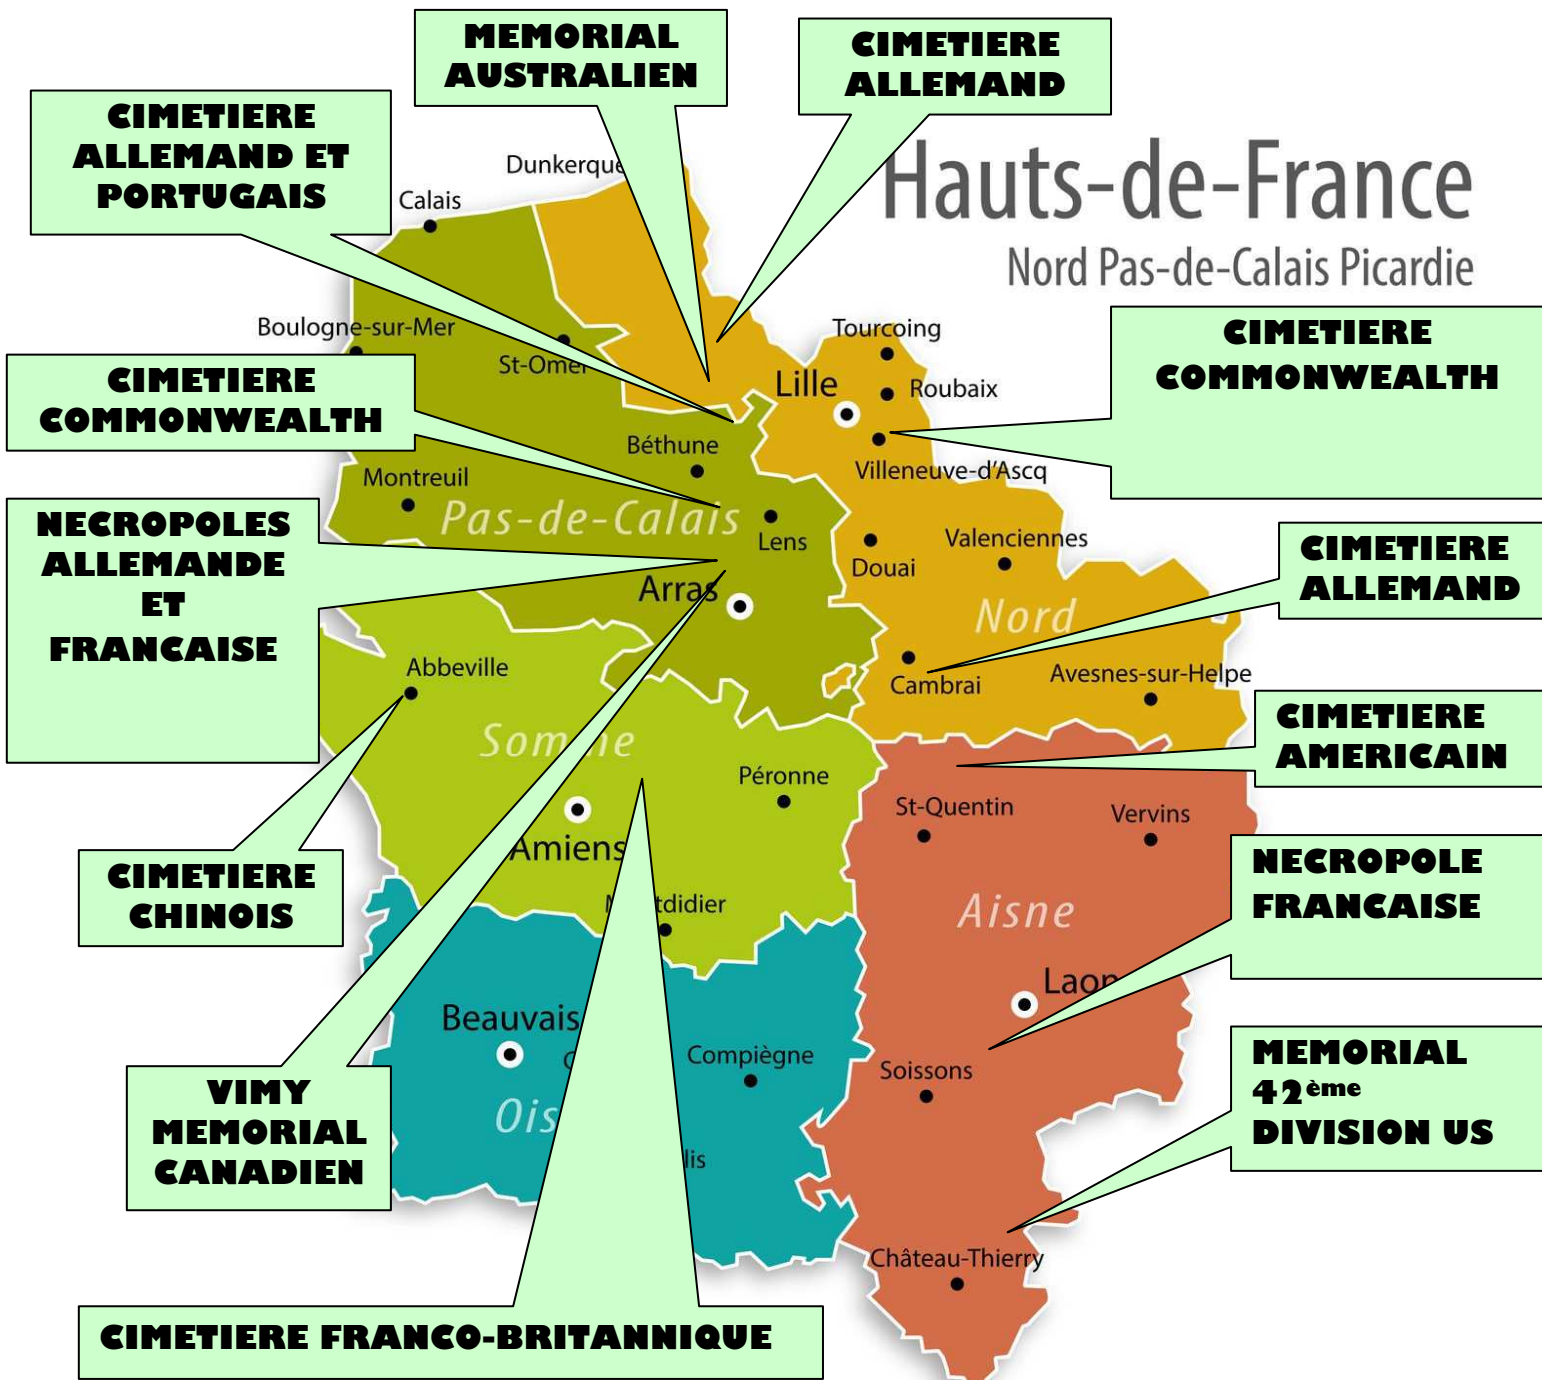 MEMORIAL
AUSTRALIEN
CIMETIERE
ALLEMAND
CIMETIERE
ALLEMAND ET
PORTUGAIS
Hauts-de-France
Nord Pas-de-Calais Picardie
Dunkerque
Calais
Boulogne-sur-Mer
St-Omer
Tourcoing
Lille
Roubaix
Villeneuve-d'Ascq
CIMETIERE
COMMONWEALTH
CIMETIERE
COMMONWEALTH
Béthune
Montreuil
Pas-de-Calais
Lens
Douai
Valenciennes
NECROPOLES
ALLEMANDE
ET
FRANCAISE
CIMETIERE
ALLEMAND
Arras
Nord
Abbeville
Cambrai
Avesnes-sur-Helpe
Somme
Péronne
CIMETIERE
AMERICAIN
St-Quentin
Vervins
Amiens
CIMETIERE
CHINOIS
NECROPOLE
FRANCAISE
Aisne
Laon
Beauvais
Compiègne
Soissons
VIMY
MEMORIAL
CANADIEN
MEMORIAL
42ème
DIVISION US
Château-Thierry
CIMETIERE FRANCO-BRITANNIQUE